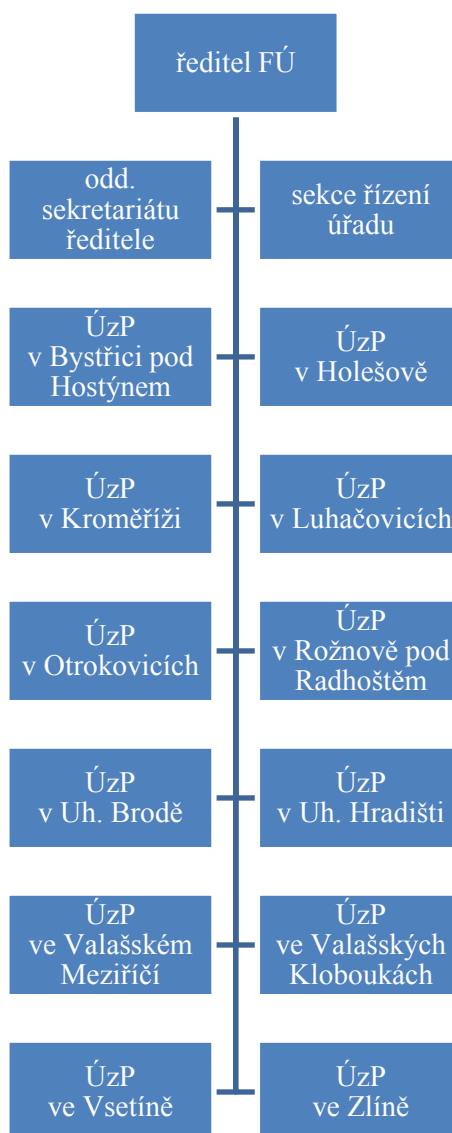 ředitel FÚ
odd.
sekretariátu
ředitele
sekce řízení
úřadu
ÚzP
v Bystřici pod
Hostýnem
ÚzP
v Holešově
ÚzP
v Kroměříži
ÚzP
v Luhačovicích
ÚzP
v Otrokovicích
ÚzP
v Rožnově pod
Radhoštěm
ÚzP
v Uh. Brodě
ÚzP
v Uh. Hradišti
ÚzP
ve Valašském
Meziříčí
ÚzP
ve Valašských
Kloboukách
ÚzP
ve Vsetíně
ÚzP
ve Zlíně